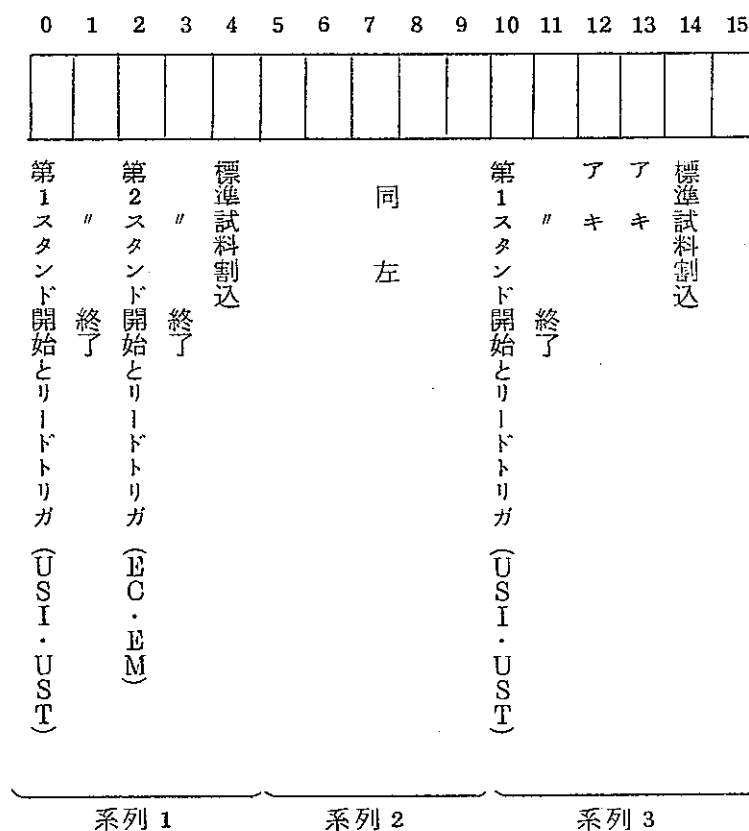 0 1 2 3 4 5 6 7 8 9 10 11 12 13 14 15
第1スタンド開始とリードトリガ(USI・UST)
〃 終了
第2スタンド開始とリードトリガ(EC・EM)
〃 終了
標準試料割込
同左
第1スタンド開始とリードトリガ(USI・UST)
〃 終了
アキ
アキ
標準試料割込
系列1 系列2 系列3